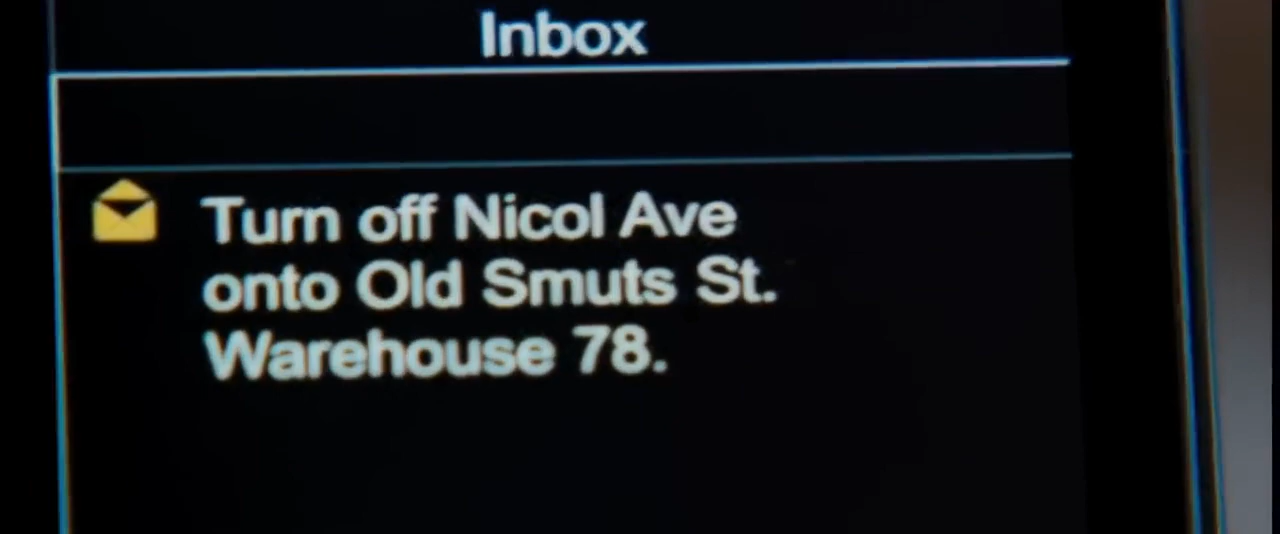 Inbox
Turn off Nicol Ave
onto Old Smuts St.
Warehouse 78.